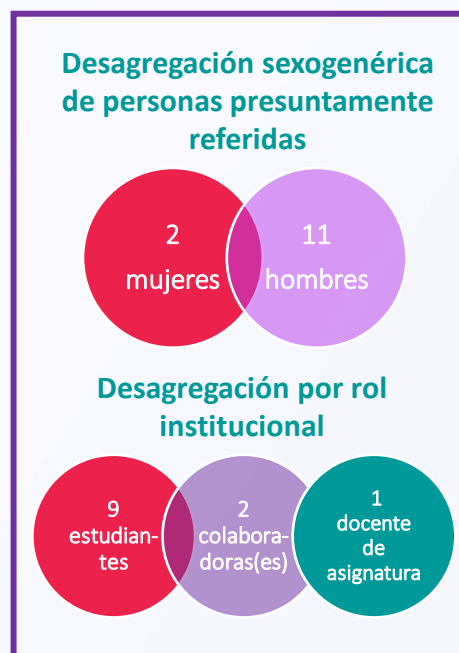 Desagregación sexogenérica
de personas presuntamente
referidas
2
mujeres
11
hombres
Desagregación por rol
institucional
9
estudian-
tes
2
colabora-
doras(es)
1
docente
de
asignatura